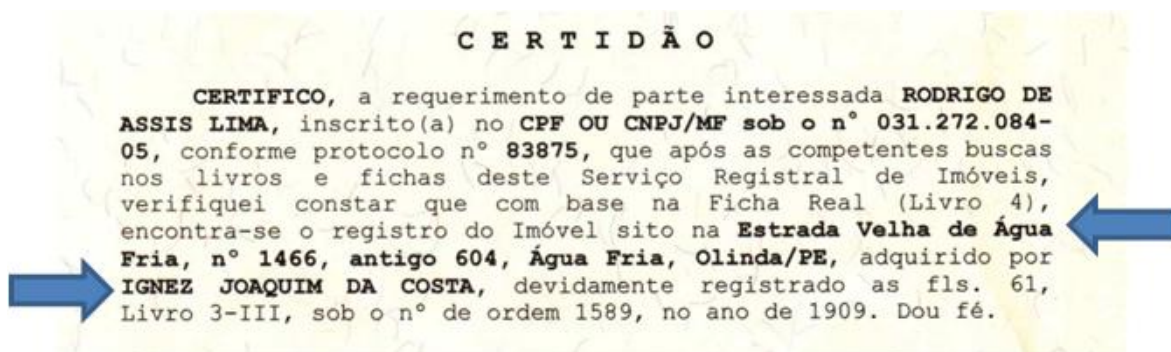 CERTIDÃO
CERTIFICO, a requerimento de parte interessada RODRIGO DE
ASSIS LIMA, inscrito(a) no CPF OU CNPJ/MF sob o n° 031.272.084-
05, conforme protocolo n° 83875, que após as competentes buscas
nos livros e fichas deste Serviço Registral de Imóveis,
verifiquei constar que com base na Ficha Real (Livro 4),
encontra-se o registro do Imóvel sito na Estrada Velha de Água
Fria, n° 1466, antigo 604, Água Fria, Olinda/PE, adquirido por
IGNEZ JOAQUIM DA COSTA, devidamente registrado as fls. 61,
Livro 3-III, sob o n° de ordem 1589, no ano de 1909. Dou fé.